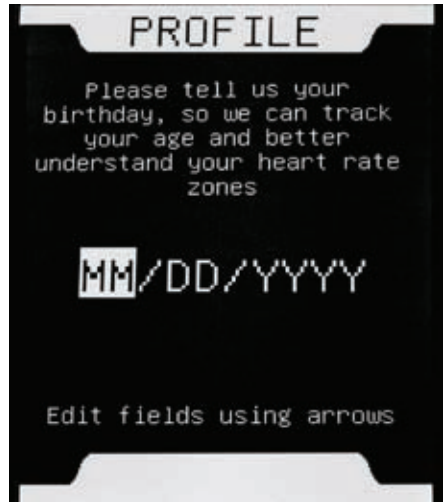 PROFILE
Please tell us your
birthday, so we can track
your age and better
understand your heart rate
zones
MM/DD/YYYY
Edit fields using arrows